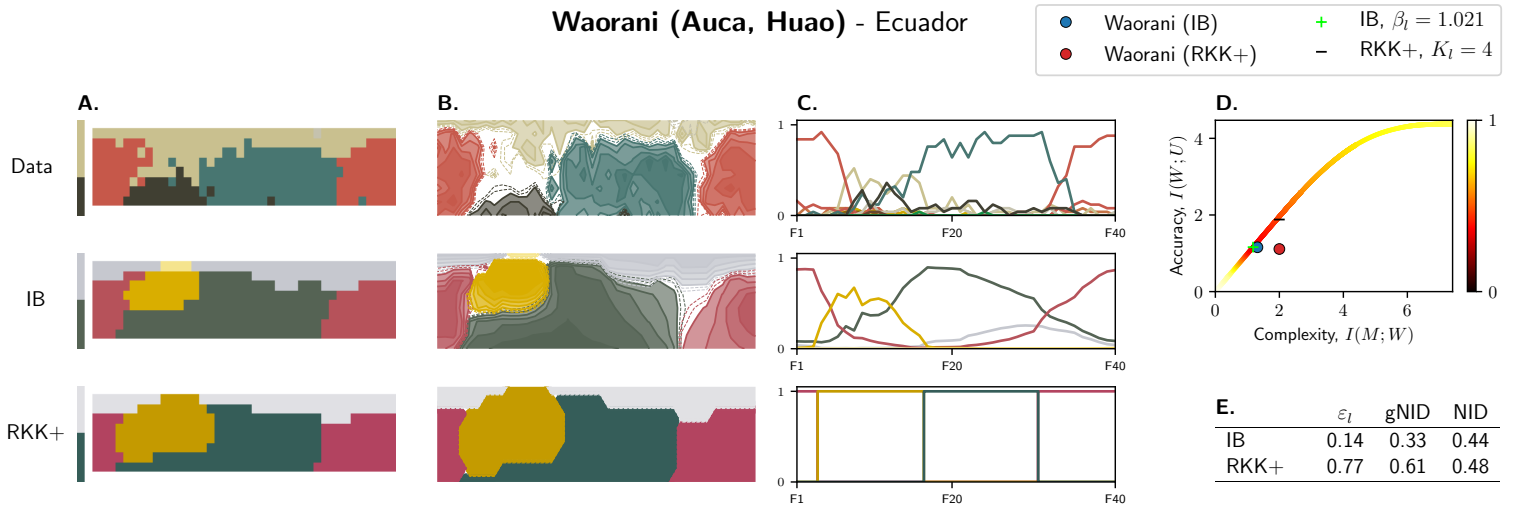 Waorani (Auca, Huao) - Ecuador
Waorani (IB)
Waorani (RKK+)
+ IB, β_l = 1.021
− RKK+, K_l = 4
A.
B.
C.
D.
Data
IB
RKK+
1
0
F1
F20
F40
1
0
F1
F20
F40
1
0
F1
F20
F40
Accuracy, I(W; U)
4
2
0
0
2
4
6
Complexity, I(M; W)
1
0
E.
ε_l gNID NID
IB 0.14 0.33 0.44
RKK+ 0.77 0.61 0.48